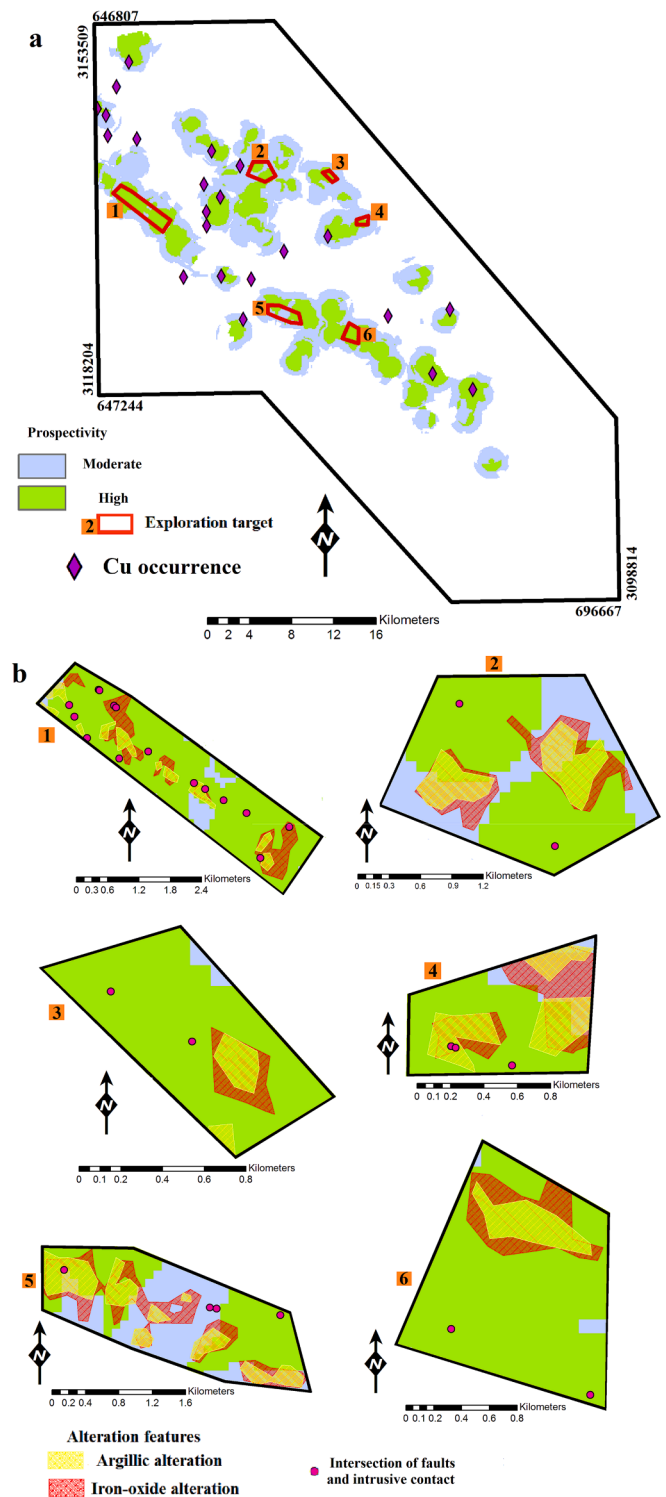 a
646807
3153509
2
3
1
4
5
6
3118204
647244
Prospectivity
Moderate
High
2 Exploration target
Cu occurrence
N
3098814
696667
Kilometers
0 2 4 8 12 16
b
1
N
Kilometers
0 0.30.6 1.2 1.8 2.4
2
N
Kilometers
0 0.15 0.3 0.6 0.9 1.2
3
N
Kilometers
0 0.1 0.2 0.4 0.6 0.8
4
N
Kilometers
0 0.1 0.2 0.4 0.6 0.8
5
N
Kilometers
0 0.2 0.4 0.8 1.2 1.6
6
N
Kilometers
0 0.10.2 0.4 0.6 0.8
Alteration features
Argillic alteration
Iron-oxide alteration
Intersection of faults
and intrusive contact